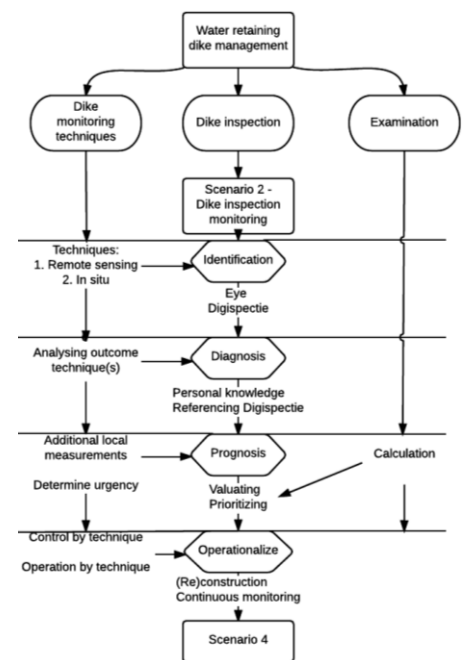 Water retaining
dike management
Dike
monitoring
techniques
Dike inspection
Examination
Scenario 2 -
Dike inspection
monitoring
Techniques:
1. Remote sensing
2. In situ
Identification
Eye
Digispectie
Analysing outcome
technique(s)
Diagnosis
Personal knowledge
Referencing Digispectie
Additional local
measurements
Prognosis
Calculation
Determine urgency
Valuating
Prioritizing
Control by technique
Operation by technique
Operationalize
(Re)construction
Continuous monitoring
Scenario 4